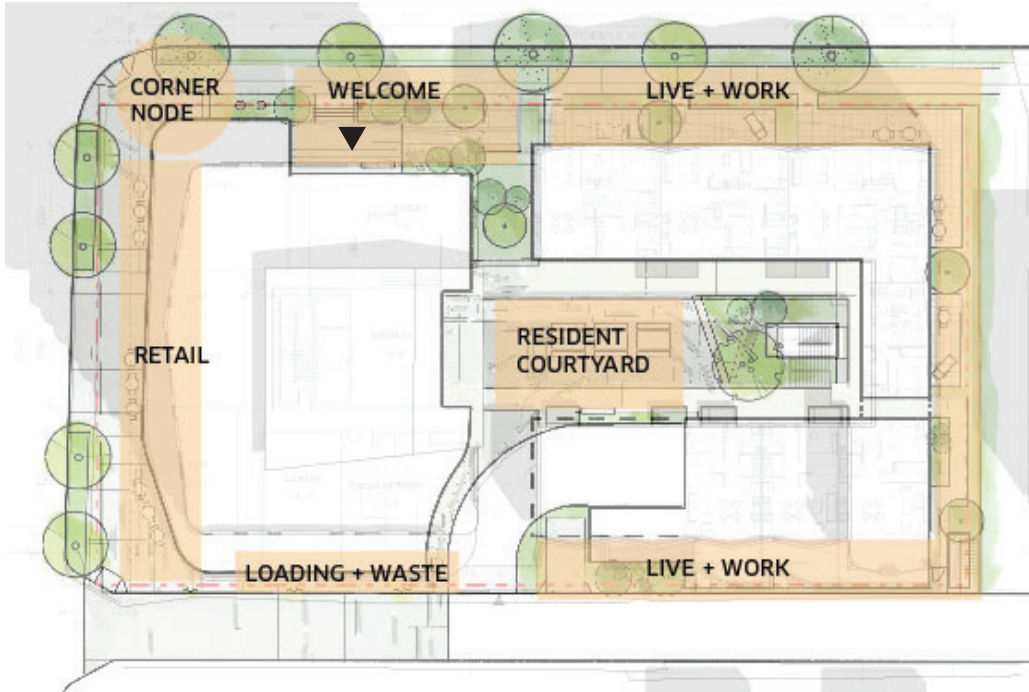 CORNER
NODE
WELCOME
LIVE + WORK
RETAIL
RESIDENT
COURTYARD
LOADING + WASTE
LIVE + WORK